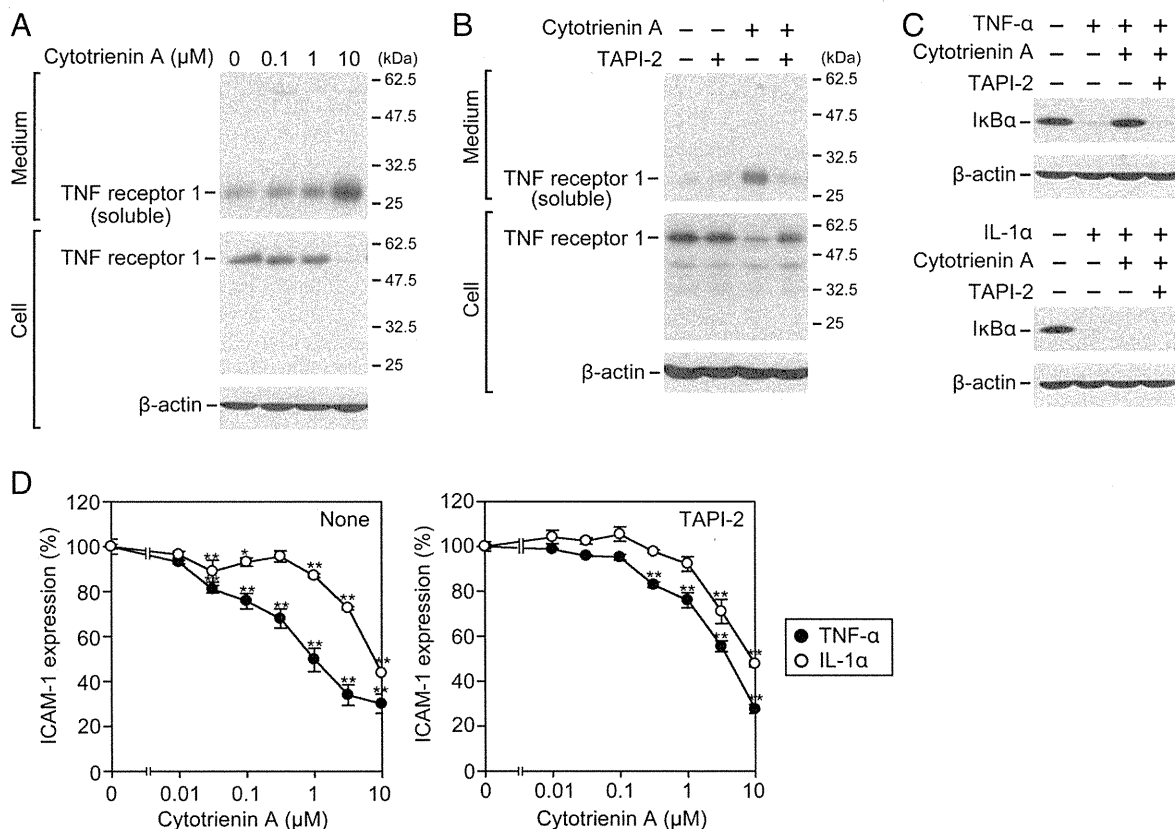 A
Cytotrienin A (μM) 0 0.1 1 10 (kDa)
Medium
62.5
47.5
32.5
TNF receptor 1
(soluble)
25
Cell
TNF receptor 1
62.5
47.5
32.5
25
β-actin
B
Cytotrienin A – – + +
TAPI-2 – + – + (kDa)
Medium
62.5
47.5
32.5
TNF receptor 1
(soluble)
25
Cell
TNF receptor 1
62.5
47.5
32.5
25
β-actin
C
TNF-α – + + +
Cytotrienin A – – + +
TAPI-2 – – – +
IκBα
β-actin
IL-1α – + + +
Cytotrienin A – – + +
TAPI-2 – – – +
IκBα
β-actin
D
ICAM-1 expression (%)
120
100
80
60
40
20
0
None
** ** * ** ** ** ** ** ** ** **
0 0.01 0.1 1 10
Cytotrienin A (μM)
ICAM-1 expression (%)
120
100
80
60
40
20
0
TAPI-2
** ** ** ** ** **
0 0.01 0.1 1 10
Cytotrienin A (μM)
TNF-α
IL-1α